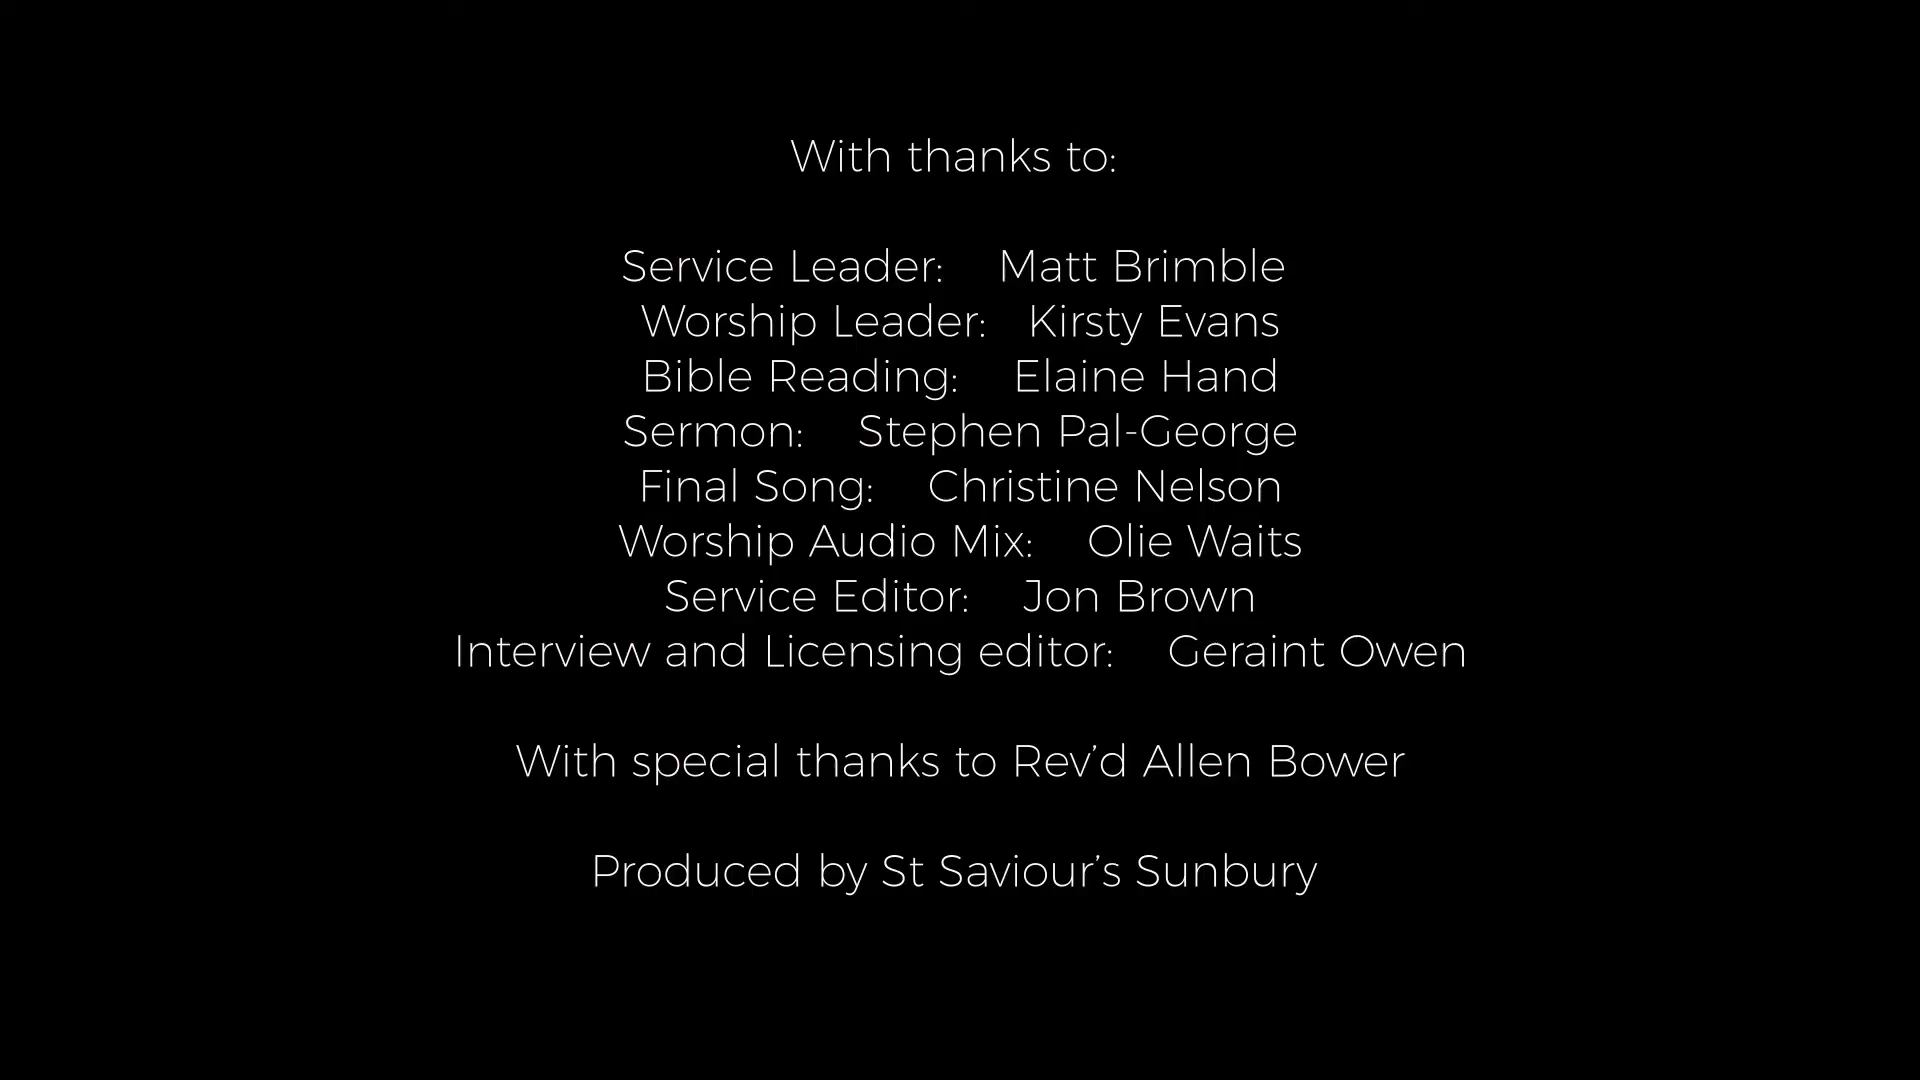 With thanks to:
Service Leader: Matt Brimble
Worship Leader: Kirsty Evans
Bible Reading: Elaine Hand
Sermon: Stephen Pal-George
Final Song: Christine Nelson
Worship Audio Mix: Olie Waits
Service Editor: Jon Brown
Interview and Licensing editor: Geraint Owen
With special thanks to Rev’d Allen Bower
Produced by St Saviour’s Sunbury